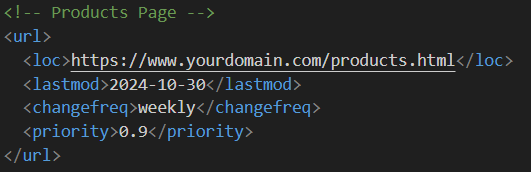 <!-- Products Page -->
<url>
<loc>https://www.yourdomain.com/products.html</loc>
<lastmod>2024-10-30</lastmod>
<changefreq>weekly</changefreq>
<priority>0.9</priority>
</url>